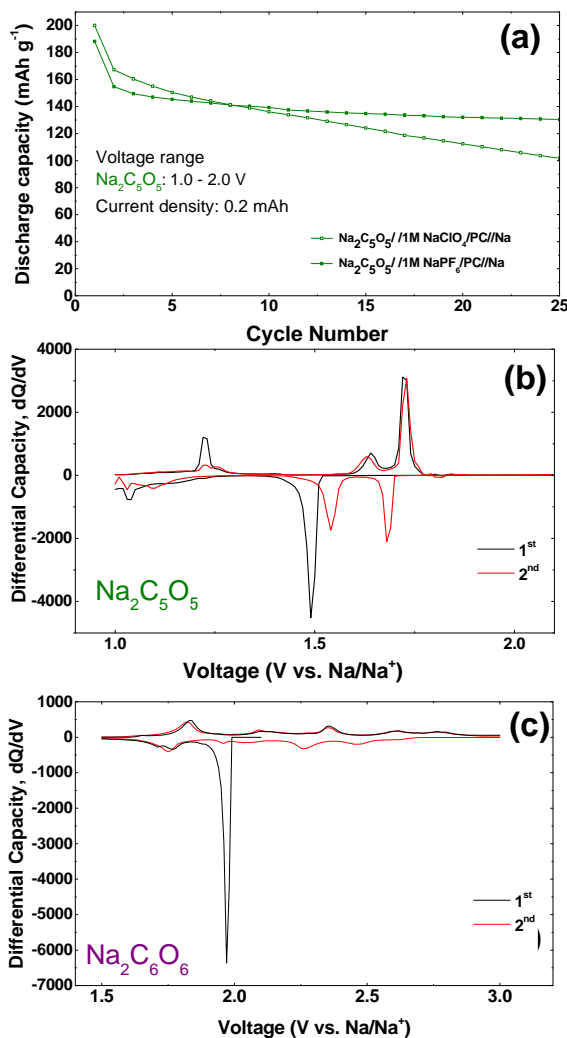 (a)
Discharge capacity (mAh g⁻¹)
200
180
160
140
120
100
80
60
40
20
0
Voltage range
Na₂C₅O₅: 1.0 - 2.0 V
Current density: 0.2 mAh
Na₂C₅O₅/ /1M NaClO₄/PC//Na
Na₂C₅O₅/ /1M NaPF₆/PC//Na
0 5 10 15 20 25
Cycle Number
(b)
Differential Capacity, dQ/dV
4000
2000
0
-2000
-4000
1ˢᵗ
2ⁿᵈ
Na₂C₅O₅
1.0 1.5 2.0
Voltage (V vs. Na/Na⁺)
(c)
Differential Capacity, dQ/dV
1000
0
-1000
-2000
-3000
-4000
-5000
-6000
-7000
1ˢᵗ
2ⁿᵈ
)
Na₂C₆O₆
1.5 2.0 2.5 3.0
Voltage (V vs. Na/Na⁺)